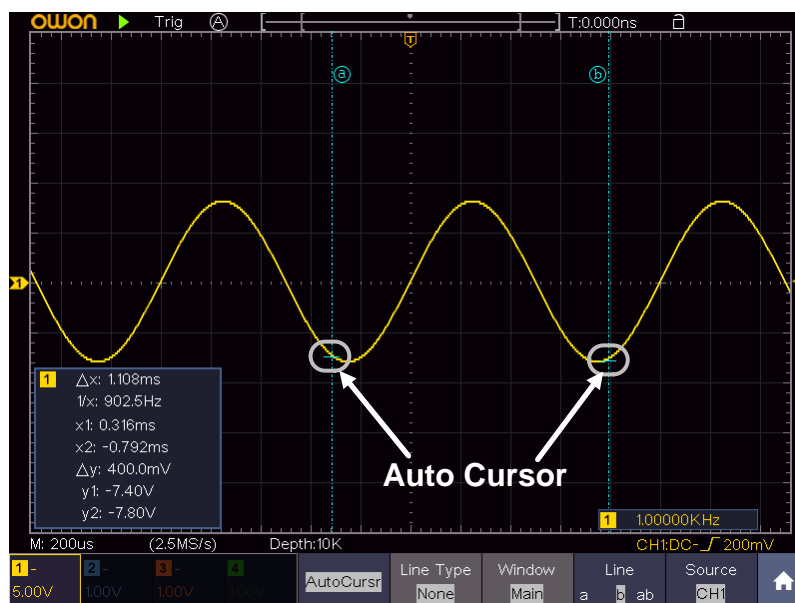 owon Trig A T:0.000ns
T
a b
1
1 Δx: 1.108ms
1/x: 902.5Hz
x1: 0.316ms
x2: -0.792ms
Δy: 400.0mV
y1: -7.40V
y2: -7.80V
Auto Cursor
1 1.00000KHz
M: 200us (2.5MS/s) Depth:10K CH1:DC- 200mV
1 - 2 - 3 - 4 -
5.00V 1.00V 1.00V 1.00V
AutoCursr
Line Type Window Line Source
None Main a b ab CH1